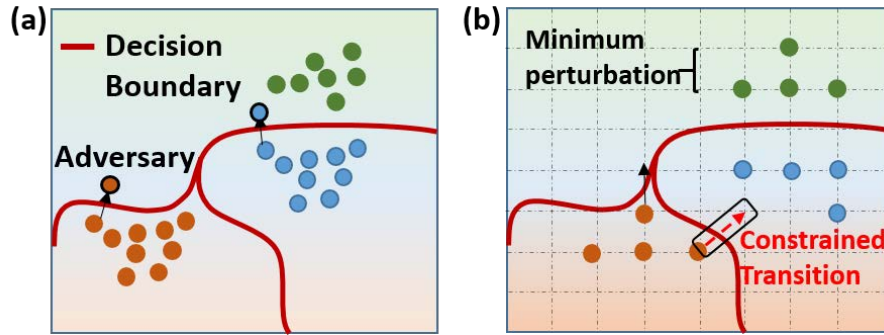 (a)
Decision
Boundary
Adversary
(b)
Minimum
perturbation
Constrained
Transition